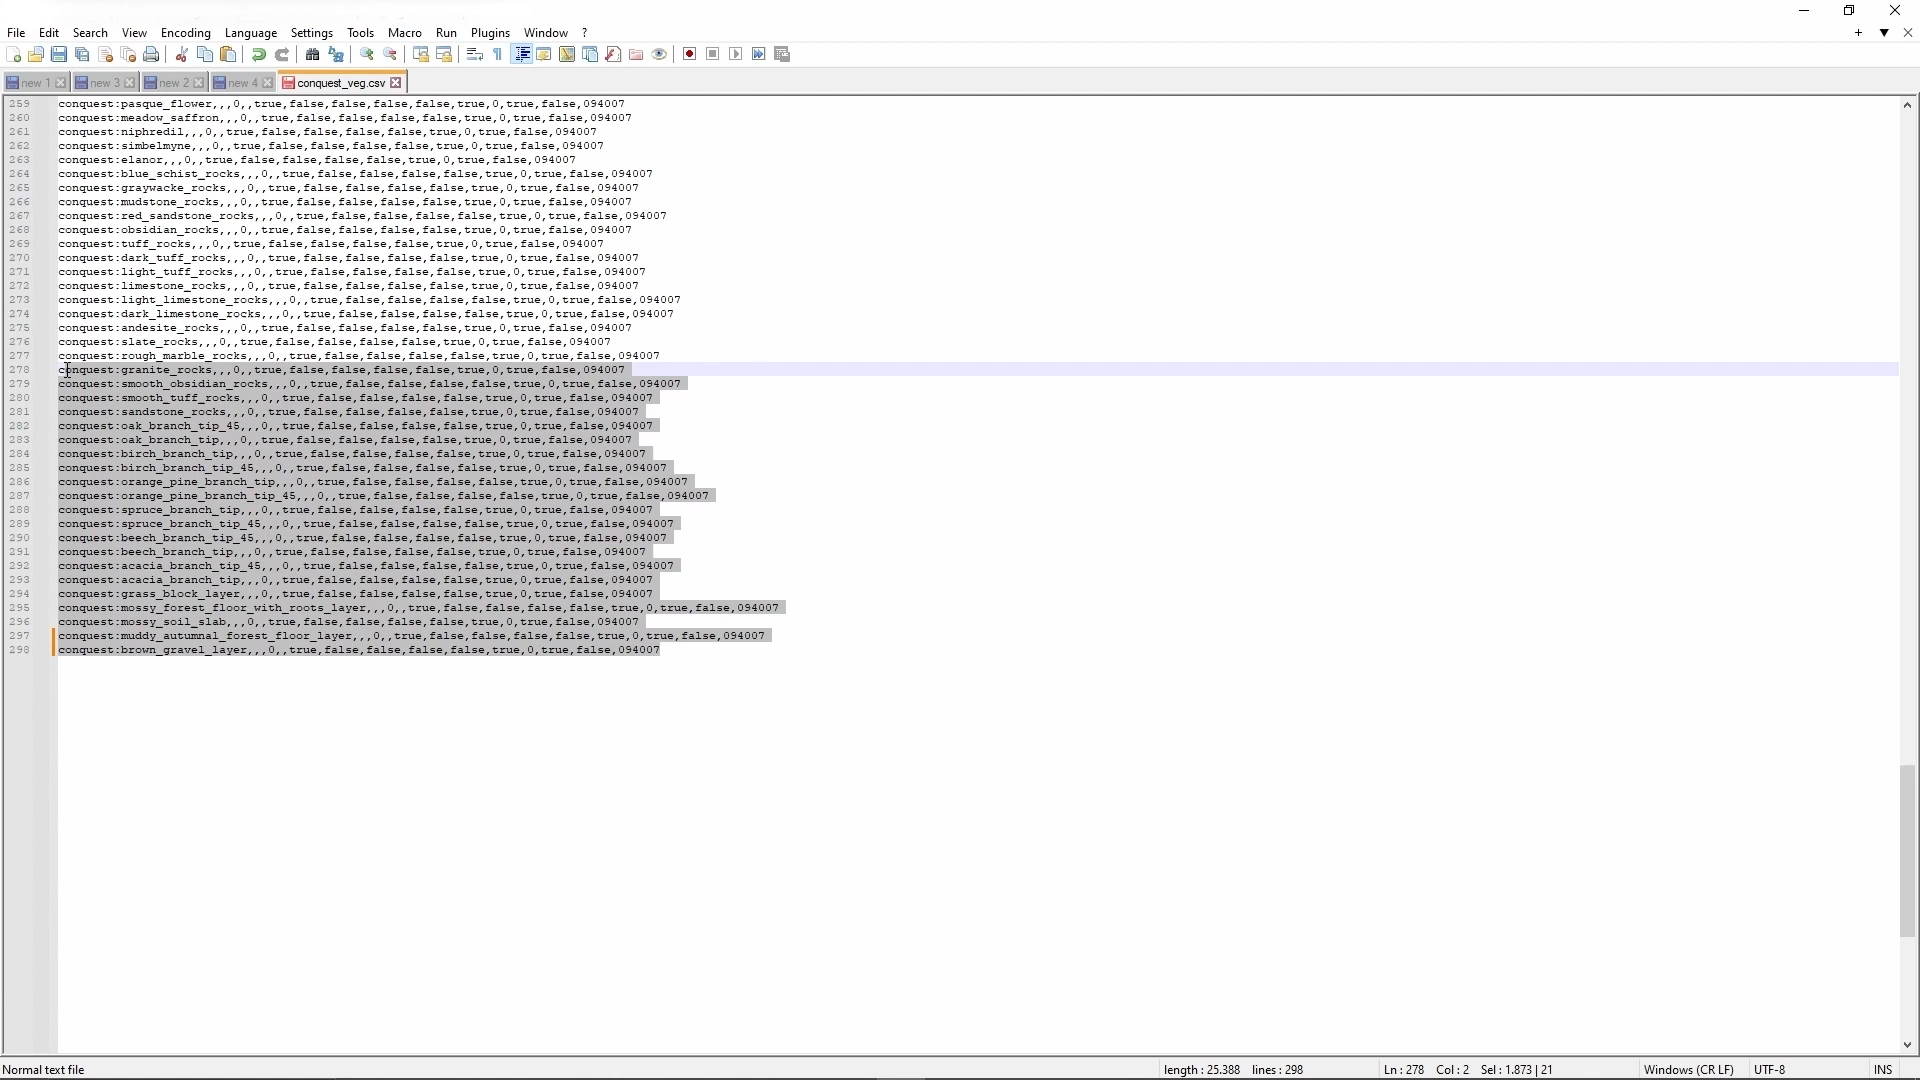 File Edit Search View Encoding Language Settings Tools Macro Run Plugins Window ?
new 1 new 3 new 2 new 4 conquest_veg.csv
259 conquest:pasque_flower,,,0,,true,false,false,false,false,true,0,true,false,094007
260 conquest:meadow_saffron,,,0,,true,false,false,false,false,true,0,true,false,094007
261 conquest:niphredil,,,0,,true,false,false,false,false,true,0,true,false,094007
262 conquest:simbelmyne,,,0,,true,false,false,false,false,true,0,true,false,094007
263 conquest:elanor,,,0,,true,false,false,false,false,true,0,true,false,094007
264 conquest:blue_schist_rocks,,,0,,true,false,false,false,false,true,0,true,false,094007
265 conquest:graywacke_rocks,,,0,,true,false,false,false,false,true,0,true,false,094007
266 conquest:mudstone_rocks,,,0,,true,false,false,false,false,true,0,true,false,094007
267 conquest:red_sandstone_rocks,,,0,,true,false,false,false,false,true,0,true,false,094007
268 conquest:obsidian_rocks,,,0,,true,false,false,false,false,true,0,true,false,094007
269 conquest:tuff_rocks,,,0,,true,false,false,false,false,true,0,true,false,094007
270 conquest:dark_tuff_rocks,,,0,,true,false,false,false,false,true,0,true,false,094007
271 conquest:light_tuff_rocks,,,0,,true,false,false,false,false,true,0,true,false,094007
272 conquest:limestone_rocks,,,0,,true,false,false,false,false,true,0,true,false,094007
273 conquest:light_limestone_rocks,,,0,,true,false,false,false,false,true,0,true,false,094007
274 conquest:dark_limestone_rocks,,,0,,true,false,false,false,false,true,0,true,false,094007
275 conquest:andesite_rocks,,,0,,true,false,false,false,false,true,0,true,false,094007
276 conquest:slate_rocks,,,0,,true,false,false,false,false,true,0,true,false,094007
277 conquest:rough_marble_rocks,,,0,,true,false,false,false,false,true,0,true,false,094007
278 conquest:granite_rocks,,,0,,true,false,false,false,false,true,0,true,false,094007
279 conquest:smooth_obsidian_rocks,,,0,,true,false,false,false,false,true,0,true,false,094007
280 conquest:smooth_tuff_rocks,,,0,,true,false,false,false,false,true,0,true,false,094007
281 conquest:sandstone_rocks,,,0,,true,false,false,false,false,true,0,true,false,094007
282 conquest:oak_branch_tip_45,,,0,,true,false,false,false,false,true,0,true,false,094007
283 conquest:oak_branch_tip,,,0,,true,false,false,false,false,true,0,true,false,094007
284 conquest:birch_branch_tip,,,0,,true,false,false,false,false,true,0,true,false,094007
285 conquest:birch_branch_tip_45,,,0,,true,false,false,false,false,true,0,true,false,094007
286 conquest:orange_pine_branch_tip,,,0,,true,false,false,false,false,true,0,true,false,094007
287 conquest:orange_pine_branch_tip_45,,,0,,true,false,false,false,false,true,0,true,false,094007
288 conquest:spruce_branch_tip,,,0,,true,false,false,false,false,true,0,true,false,094007
289 conquest:spruce_branch_tip_45,,,0,,true,false,false,false,false,true,0,true,false,094007
290 conquest:beech_branch_tip_45,,,0,,true,false,false,false,false,true,0,true,false,094007
291 conquest:beech_branch_tip,,,0,,true,false,false,false,false,true,0,true,false,094007
292 conquest:acacia_branch_tip_45,,,0,,true,false,false,false,false,true,0,true,false,094007
293 conquest:acacia_branch_tip,,,0,,true,false,false,false,false,true,0,true,false,094007
294 conquest:grass_block_layer,,,0,,true,false,false,false,false,true,0,true,false,094007
295 conquest:mossy_forest_floor_with_roots_layer,,,0,,true,false,false,false,false,true,0,true,false,094007
296 conquest:mossy_soil_slab,,,0,,true,false,false,false,false,true,0,true,false,094007
297 conquest:muddy_autumnal_forest_floor_layer,,,0,,true,false,false,false,false,true,0,true,false,094007
298 conquest:brown_gravel_layer,,,0,,true,false,false,false,false,true,0,true,false,094007
Normal text file length : 25.388 lines : 298 Ln : 278 Col : 2 Sel : 1.873 | 21 Windows (CR LF) UTF-8 INS